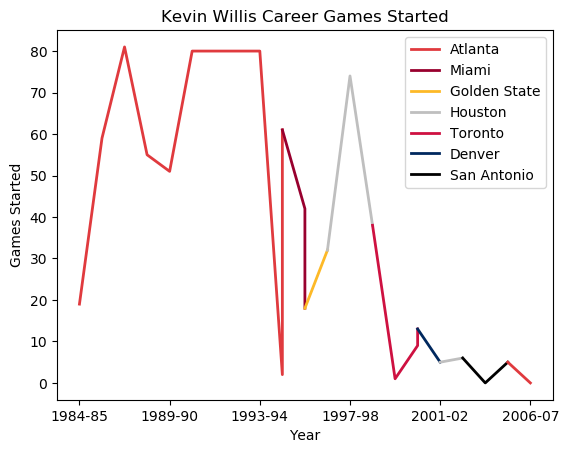 Kevin Willis Career Games Started
Atlanta
Miami
Golden State
Houston
Toronto
Denver
San Antonio
Games Started
80
70
60
50
40
30
20
10
0
1984-85 1989-90 1993-94 1997-98 2001-02 2006-07
Year